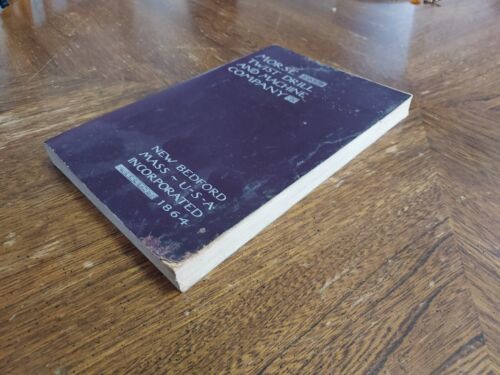 MORSE
TWIST DRILL
AND MACHINE
COMPANY
NEW BEDFORD
MASS ~ U-S-A
INCORPORATED
1864